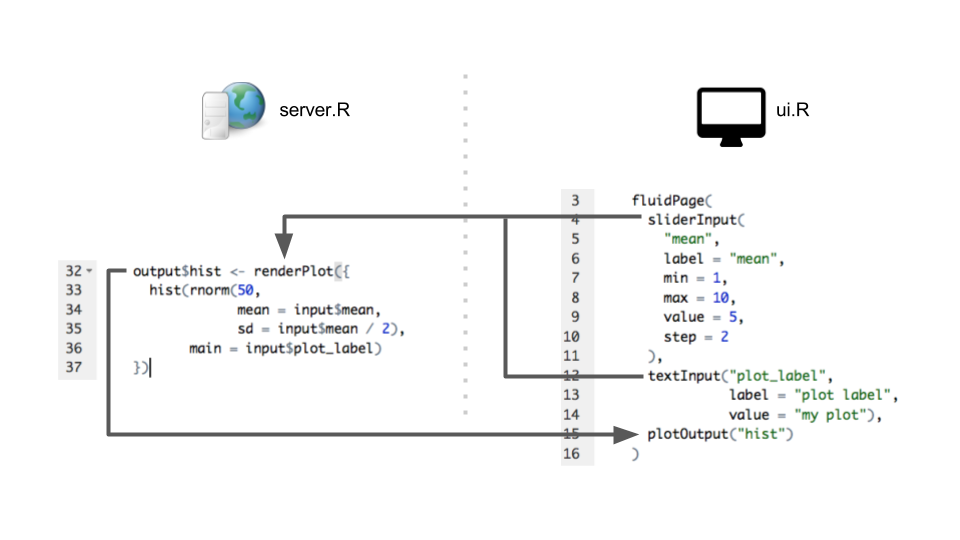 server.R
ui.R
32 output$hist <- renderPlot({
33 hist(rnorm(50,
34 mean = input$mean,
35 sd = input$mean / 2),
36 main = input$plot_label)
37 })
3 fluidPage(
4 sliderInput(
5 "mean",
6 label = "mean",
7 min = 1,
8 max = 10,
9 value = 5,
10 step = 2
11 ),
12 textInput("plot_label",
13 label = "plot label",
14 value = "my plot"),
15 plotOutput("hist")
16 )